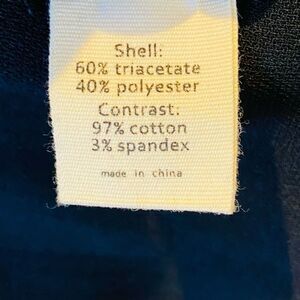 Shell:
60% triacetate
40% polyester
Contrast:
97% cotton
3% spandex
made in china